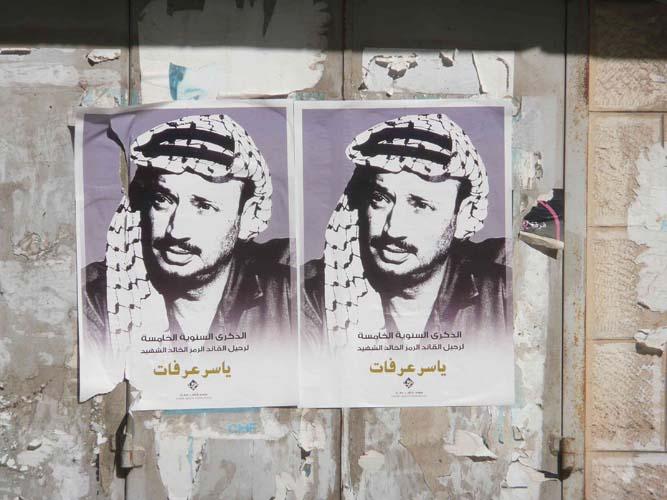 الذكرى السنوية الخامسة
لرحيل القائد الرمز الخالد الشهيد
ياسر عرفات
الذكرى السنوية الخامسة
لرحيل القائد الرمز الخالد الشهيد
ياسر عرفات